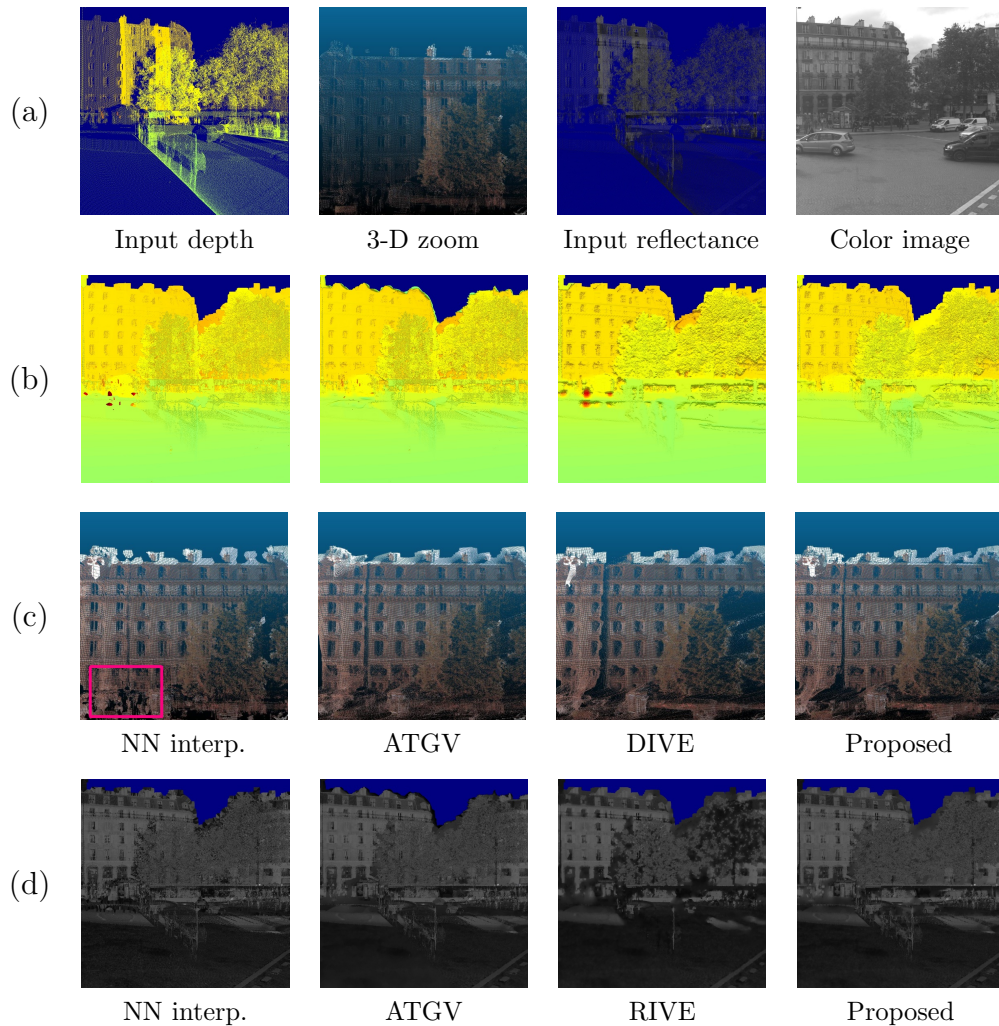 (a)
Input depth
3-D zoom
Input reflectance
Color image
(b)
(c)
NN interp.
ATGV
DIVE
Proposed
(d)
NN interp.
ATGV
RIVE
Proposed